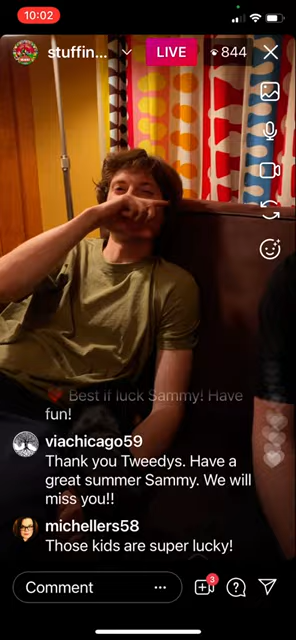 10:02
stuffin...
LIVE
844
Best if luck Sammy! Have
fun!
viachicago59
Thank you Tweedys. Have a
great summer Sammy. We will
miss you!!
michellers58
Those kids are super lucky!
Comment
3